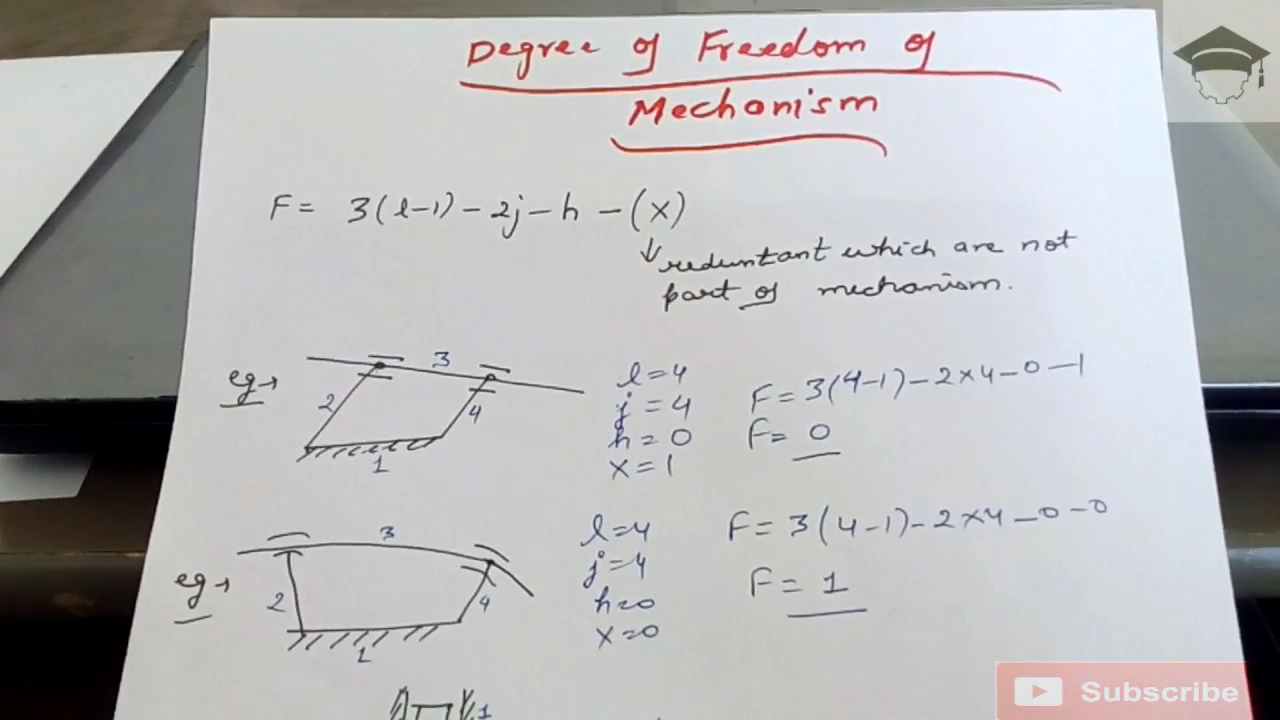 Degree of Freedom of
Mechanism
F = 3(l-1) - 2j - h - (x)
↓ reduntant which are not
part of mechanism.
eg→
3
2
4
1
l=4
j=4
h=0
x=1
F = 3(4-1) - 2×4 - 0 - 1
F = 0
eg→
3
2
4
1
l=4
j=4
h=0
x=0
F = 3(4-1) - 2×4 - 0 - 0
F = 1
1
Subscribe